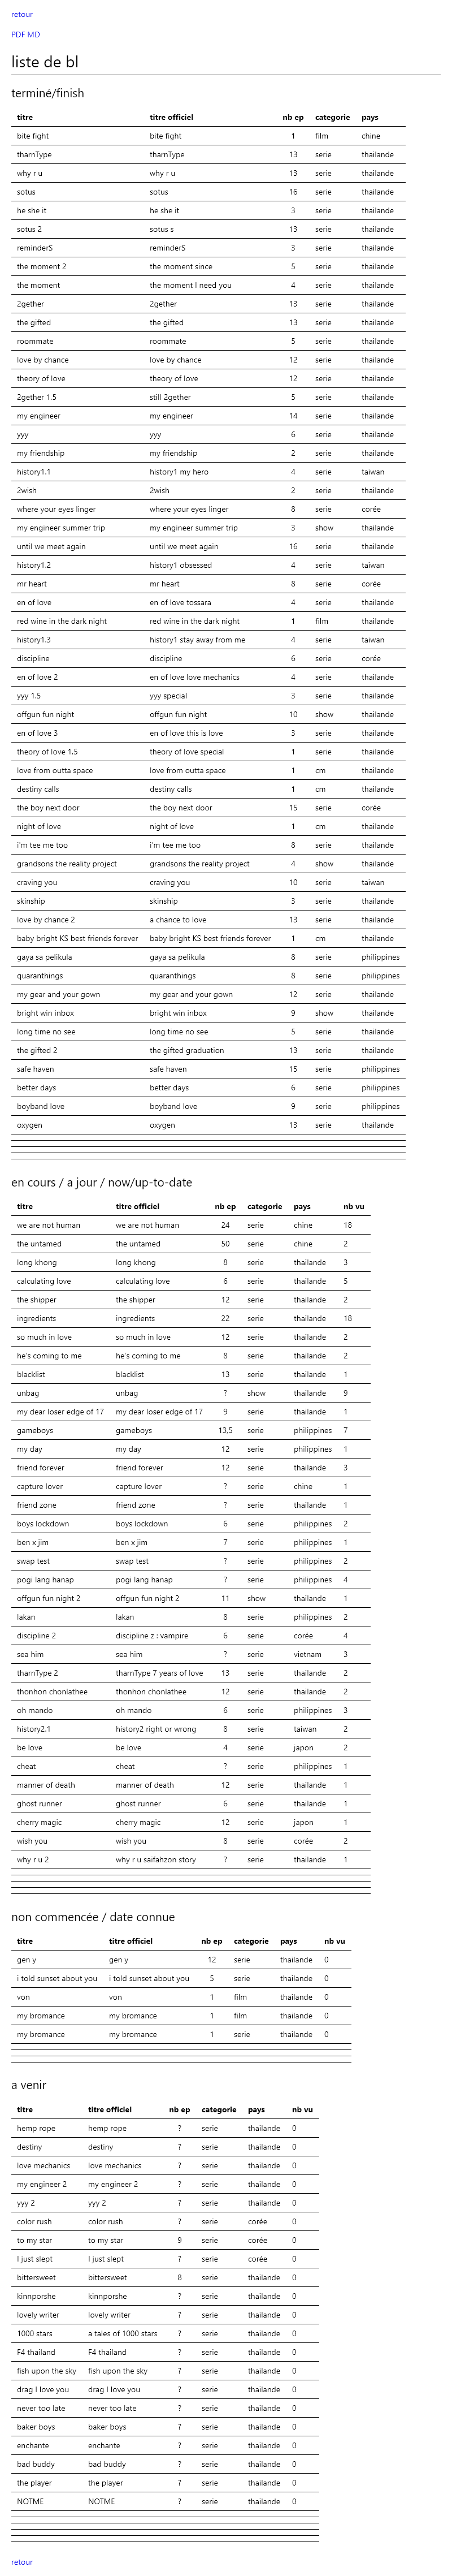 retour
PDF MD
liste de bl
terminé/finish
titre titre officiel nb ep categorie pays
bite fight bite fight 1 film chine
tharnType tharnType 13 serie thailande
why r u why r u 13 serie thailande
sotus sotus 16 serie thailande
he she it he she it 3 serie thailande
sotus 2 sotus s 13 serie thailande
reminderS reminderS 3 serie thailande
the moment 2 the moment since 5 serie thailande
the moment the moment I need you 4 serie thailande
2gether 2gether 13 serie thailande
the gifted the gifted 13 serie thailande
roommate roommate 5 serie thailande
love by chance love by chance 12 serie thailande
theory of love theory of love 12 serie thailande
2gether 1.5 still 2gether 5 serie thailande
my engineer my engineer 14 serie thailande
yyy yyy 6 serie thailande
my friendship my friendship 2 serie thailande
history1.1 history1 my hero 4 serie taiwan
2wish 2wish 2 serie thailande
where your eyes linger where your eyes linger 8 serie corée
my engineer summer trip my engineer summer trip 3 show thailande
until we meet again until we meet again 16 serie thailande
history1.2 history1 obsessed 4 serie taiwan
mr heart mr heart 8 serie corée
en of love en of love tossara 4 serie thailande
red wine in the dark night red wine in the dark night 1 film thailande
history1.3 history1 stay away from me 4 serie taiwan
discipline discipline 6 serie corée
en of love 2 en of love love mechanics 4 serie thailande
yyy 1.5 yyy special 3 serie thailande
offgun fun night offgun fun night 10 show thailande
en of love 3 en of love this is love 3 serie thailande
theory of love 1.5 theory of love special 1 serie thailande
love from outta space love from outta space 1 cm thailande
destiny calls destiny calls 1 cm thailande
the boy next door the boy next door 15 serie corée
night of love night of love 1 cm thailande
i'm tee me too i'm tee me too 8 serie thailande
grandsons the reality project grandsons the reality project 4 show thailande
craving you craving you 10 serie taiwan
skinship skinship 3 serie thailande
love by chance 2 a chance to love 13 serie thailande
baby bright KS best friends forever baby bright KS best friends forever 1 cm thailande
gaya sa pelikula gaya sa pelikula 8 serie philippines
quaranthings quaranthings 8 serie philippines
my gear and your gown my gear and your gown 12 serie thailande
bright win inbox bright win inbox 9 show thailande
long time no see long time no see 5 serie thailande
the gifted 2 the gifted graduation 13 serie thailande
safe haven safe haven 15 serie philippines
better days better days 6 serie philippines
boyband love boyband love 9 serie philippines
oxygen oxygen 13 serie thailande
en cours / a jour / now/up-to-date
titre titre officiel nb ep categorie pays nb vu
we are not human we are not human 24 serie chine 18
the untamed the untamed 50 serie chine 2
long khong long khong 8 serie thailande 3
calculating love calculating love 6 serie thailande 5
the shipper the shipper 12 serie thailande 2
ingredients ingredients 22 serie thailande 18
so much in love so much in love 12 serie thailande 2
he's coming to me he's coming to me 8 serie thailande 2
blacklist blacklist 13 serie thailande 1
unbag unbag ? show thailande 9
my dear loser edge of 17 my dear loser edge of 17 9 serie thailande 1
gameboys gameboys 13.5 serie philippines 7
my day my day 12 serie philippines 1
friend forever friend forever 12 serie thailande 3
capture lover capture lover ? serie chine 1
friend zone friend zone ? serie thailande 1
boys lockdown boys lockdown 6 serie philippines 2
ben x jim ben x jim 7 serie philippines 1
swap test swap test ? serie philippines 2
pogi lang hanap pogi lang hanap ? serie philippines 4
offgun fun night 2 offgun fun night 2 11 show thailande 1
lakan lakan 8 serie philippines 2
discipline 2 discipline z : vampire 6 serie corée 4
sea him sea him ? serie vietnam 3
tharnType 2 tharnType 7 years of love 13 serie thailande 2
thonhon chonlathee thonhon chonlathee 12 serie thailande 2
oh mando oh mando 6 serie philippines 3
history2.1 history2 right or wrong 8 serie taiwan 2
be love be love 4 serie japon 2
cheat cheat ? serie philippines 1
manner of death manner of death 12 serie thailande 1
ghost runner ghost runner 6 serie thailande 1
cherry magic cherry magic 12 serie japon 1
wish you wish you 8 serie corée 2
why r u 2 why r u saifahzon story ? serie thailande 1
non commencée / date connue
titre titre officiel nb ep categorie pays nb vu
gen y gen y 12 serie thailande 0
i told sunset about you i told sunset about you 5 serie thailande 0
von von 1 film thailande 0
my bromance my bromance 1 film thailande 0
my bromance my bromance 1 serie thailande 0
a venir
titre titre officiel nb ep categorie pays nb vu
hemp rope hemp rope ? serie thailande 0
destiny destiny ? serie thailande 0
love mechanics love mechanics ? serie thailande 0
my engineer 2 my engineer 2 ? serie thailande 0
yyy 2 yyy 2 ? serie thailande 0
color rush color rush ? serie corée 0
to my star to my star 9 serie corée 0
I just slept I just slept ? serie corée 0
bittersweet bittersweet 8 serie thailande 0
kinnporshe kinnporshe ? serie thailande 0
lovely writer lovely writer ? serie thailande 0
1000 stars a tales of 1000 stars ? serie thailande 0
F4 thailand F4 thailand ? serie thailande 0
fish upon the sky fish upon the sky ? serie thailande 0
drag I love you drag I love you ? serie thailande 0
never too late never too late ? serie thailande 0
baker boys baker boys ? serie thailande 0
enchante enchante ? serie thailande 0
bad buddy bad buddy ? serie thailande 0
the player the player ? serie thailande 0
NOTME NOTME ? serie thailande 0
retour